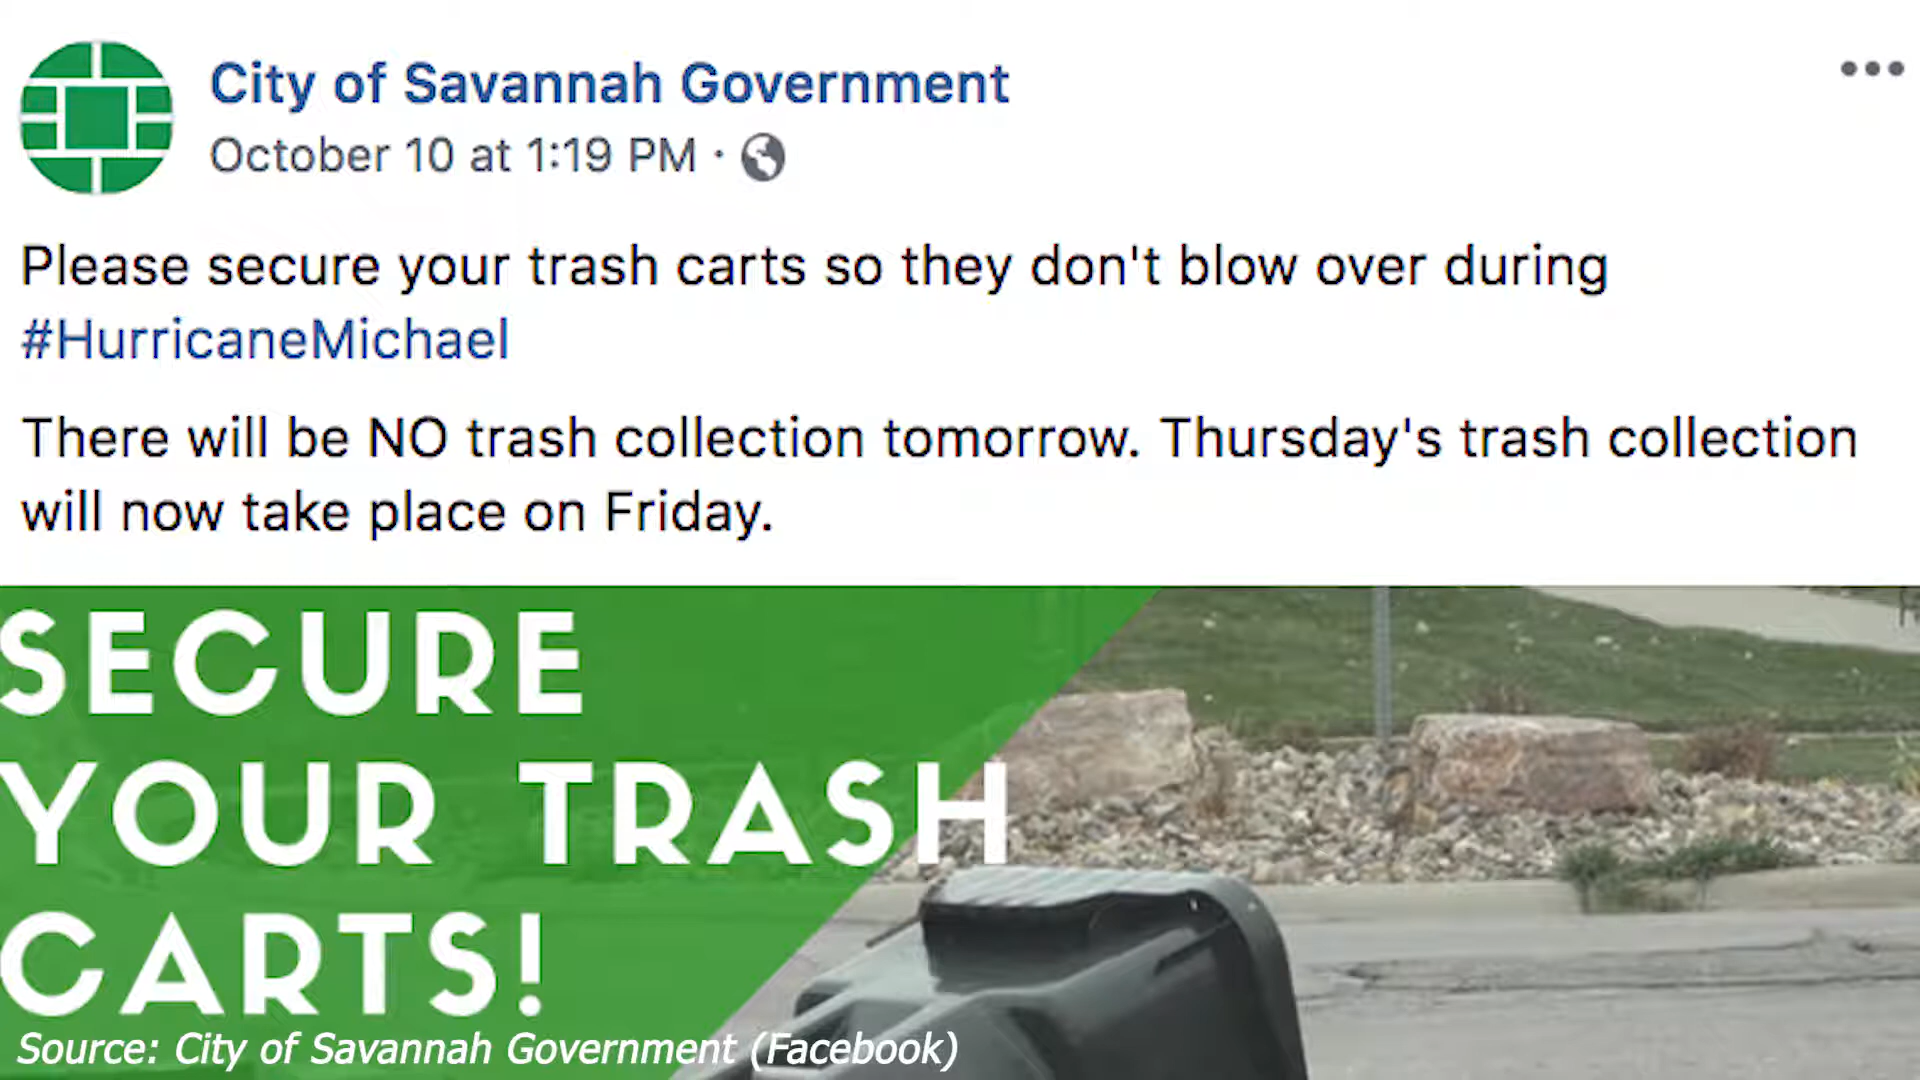 City of Savannah Government
October 10 at 1:19 PM ·
Please secure your trash carts so they don't blow over during
#HurricaneMichael
There will be NO trash collection tomorrow. Thursday's trash collection
will now take place on Friday.
SECURE
YOUR TRASH
CARTS!
Source: City of Savannah Government (Facebook)